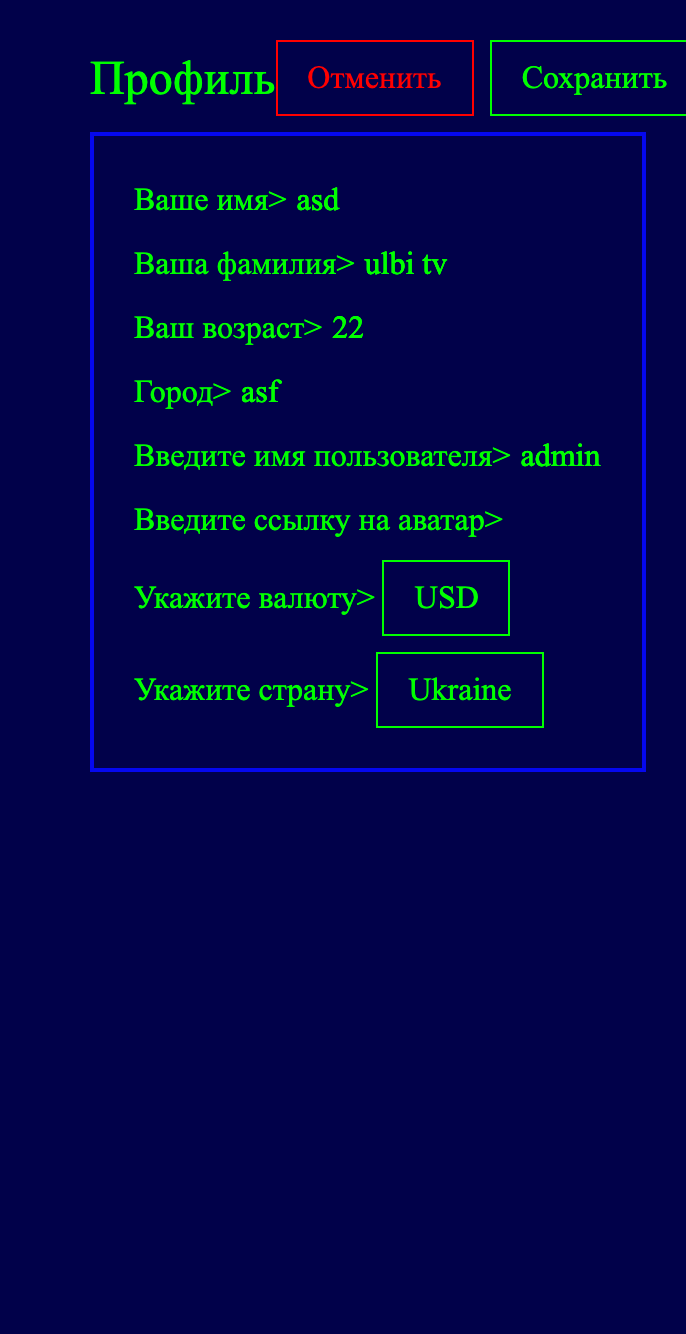 Профиль Отменить Сохранить
Ваше имя> asd
Ваша фамилия> ulbi tv
Ваш возраст> 22
Город> asf
Введите имя пользователя> admin
Введите ссылку на аватар>
Укажите валюту> USD
Укажите страну> Ukraine